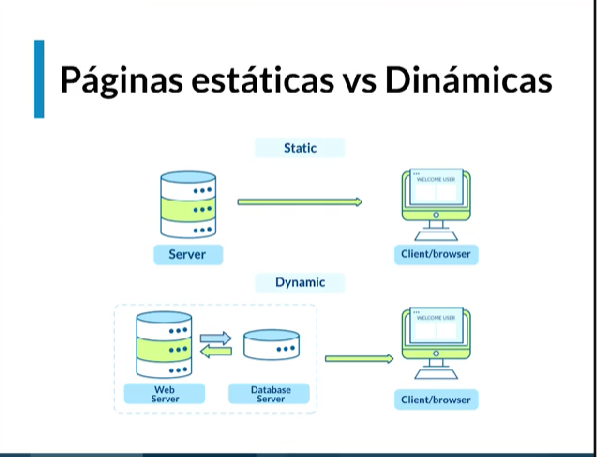 Páginas estáticas vs Dinámicas
Static
WELCOME USER
Server
Client/browser
Dynamic
WELCOME USER
Web
Server
Database
Server
Client/browser